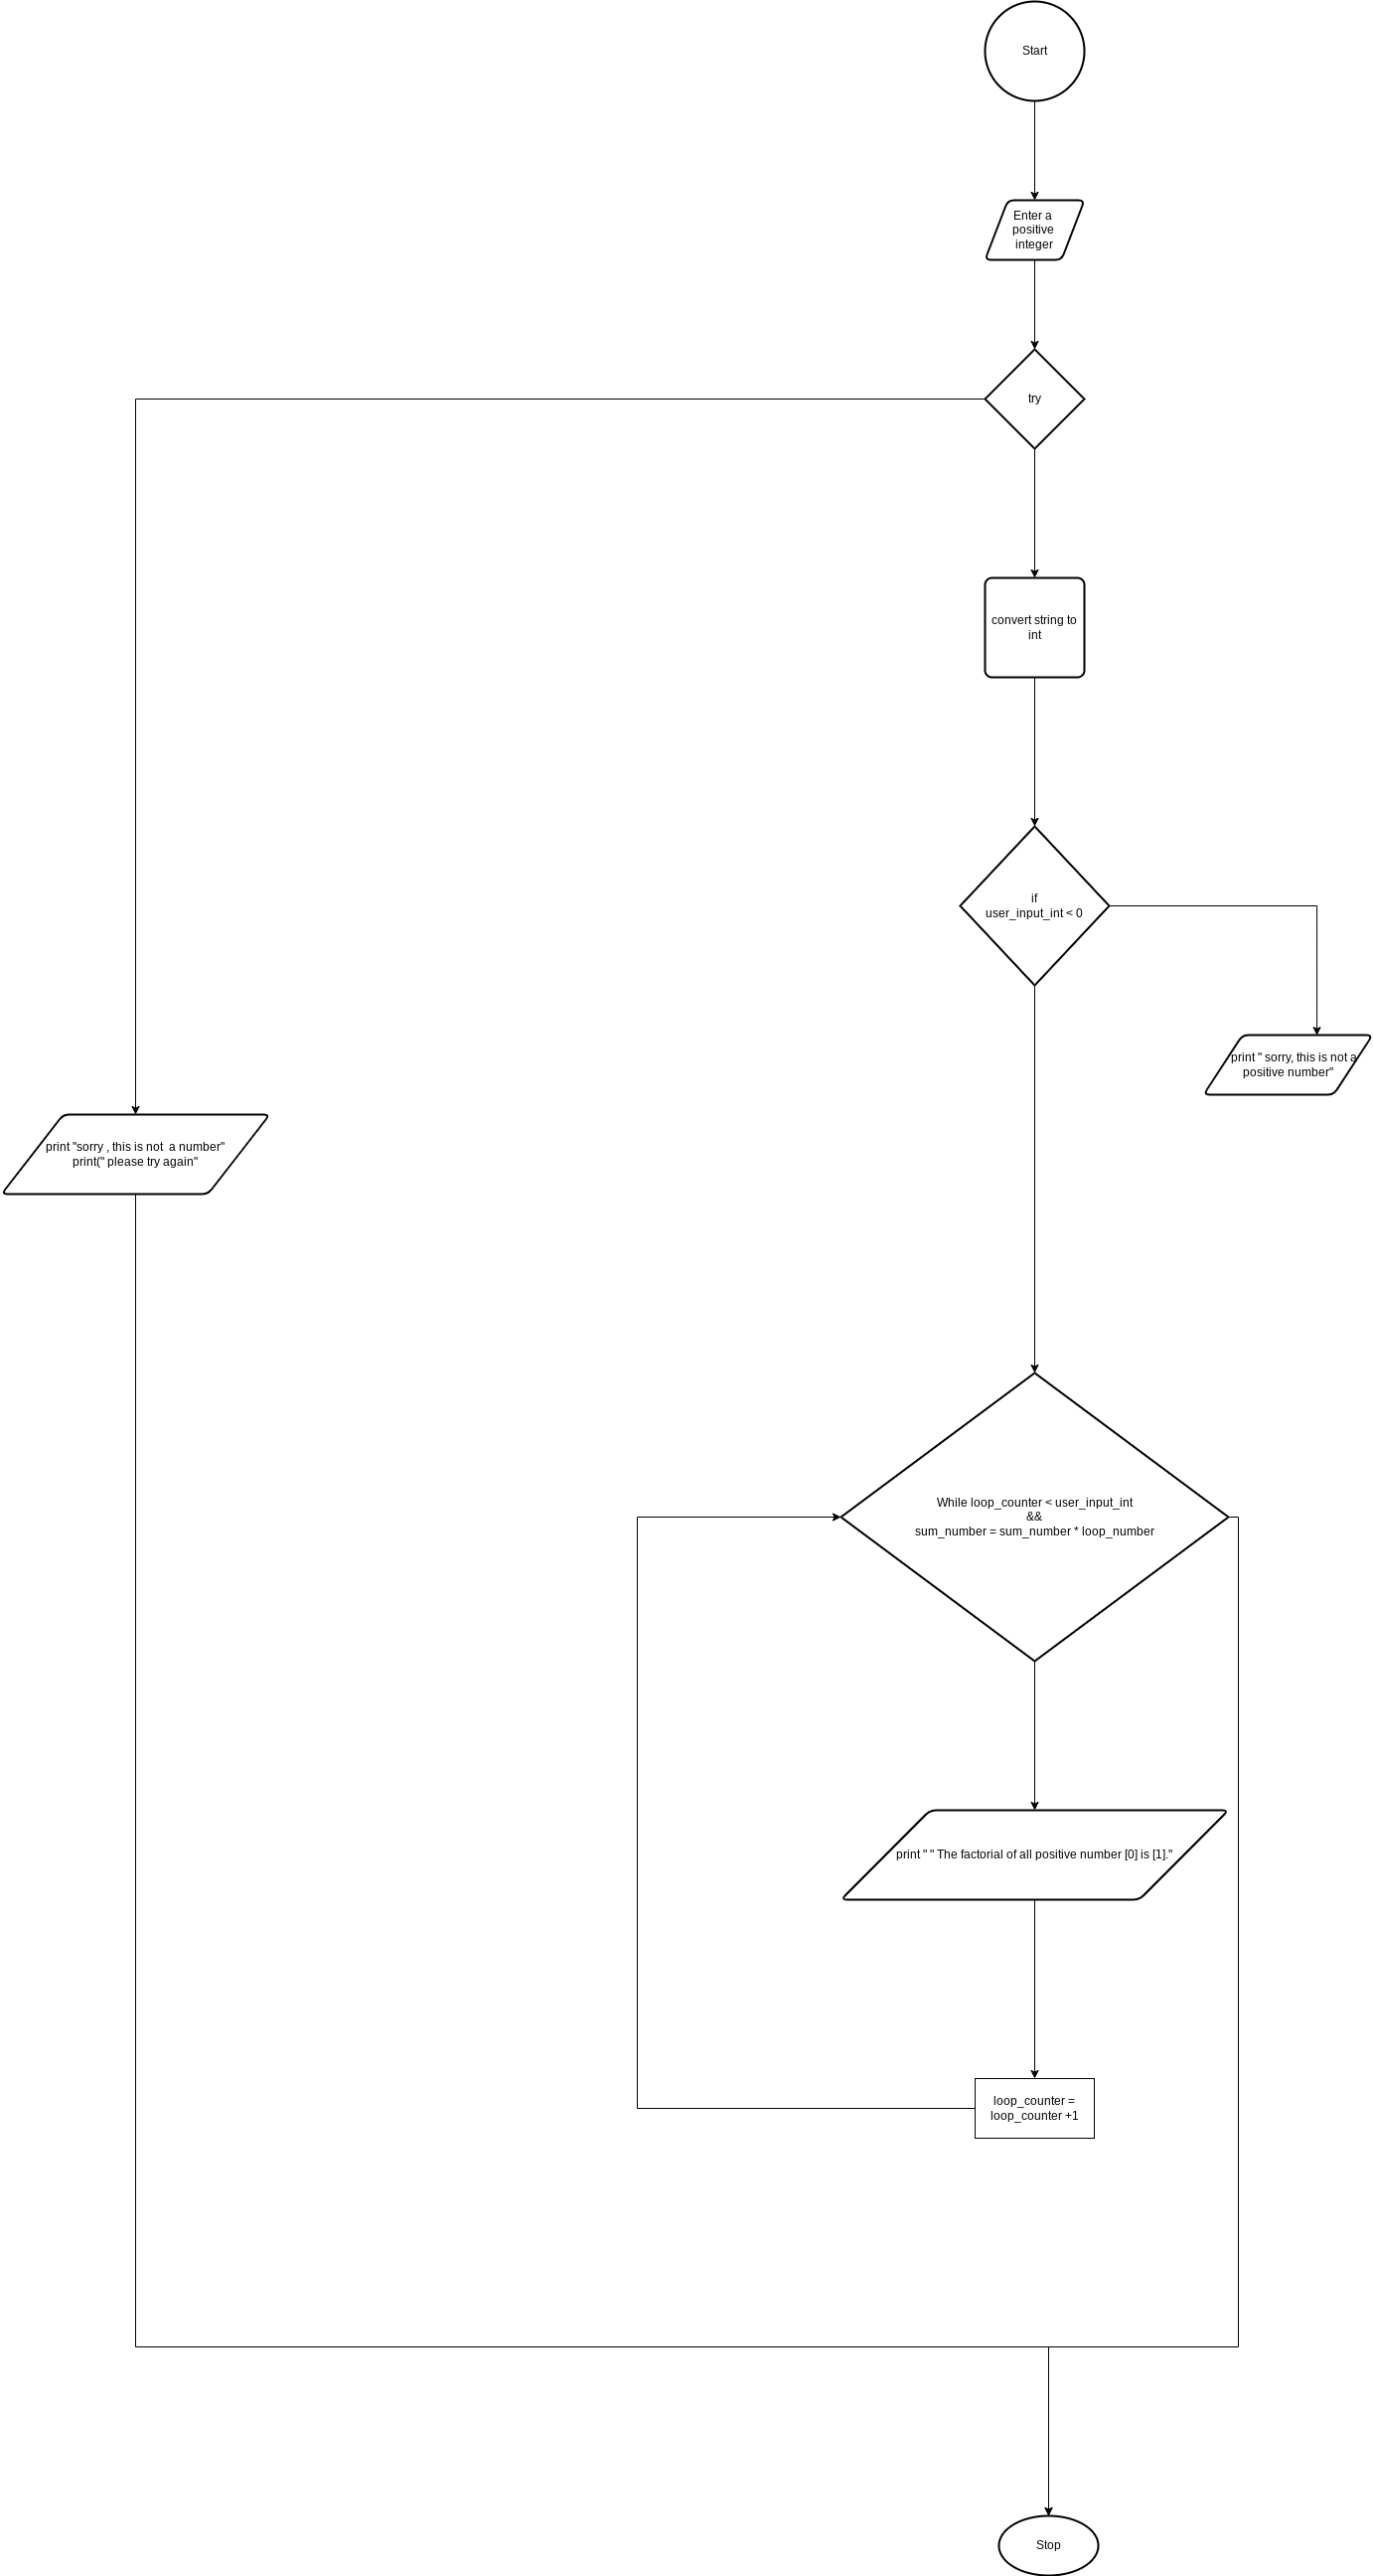 Start
Enter a
positive
integer
try
convert string to
int
if
user_input_int < 0
print " sorry, this is not a
positive number"
print "sorry , this is not  a number"
print(" please try again"
While loop_counter < user_input_int
&&
sum_number = sum_number * loop_number
print " " The factorial of all positive number [0] is [1]."
loop_counter =
loop_counter +1
Stop